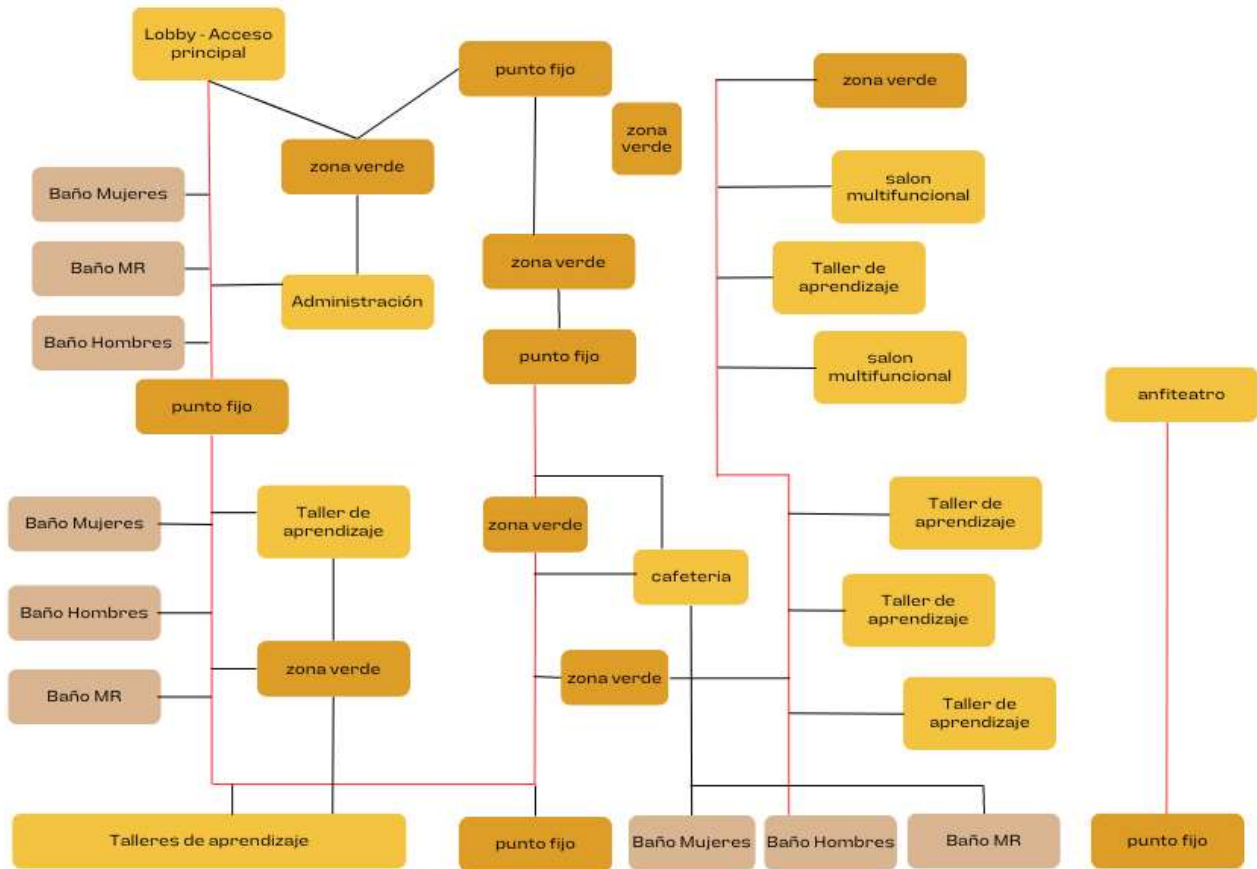 Lobby - Acceso
principal
punto fijo
zona verde
zona
verde
zona verde
Baño Mujeres
salon
multifuncional
Baño MR
zona verde
Taller de
aprendizaje
Administración
Baño Hombres
punto fijo
salon
multifuncional
punto fijo
anfiteatro
Baño Mujeres
Taller de
aprendizaje
zona verde
Taller de
aprendizaje
cafeteria
Baño Hombres
Taller de
aprendizaje
zona verde
zona verde
Baño MR
Taller de
aprendizaje
Talleres de aprendizaje
punto fijo
Baño Mujeres
Baño Hombres
Baño MR
punto fijo